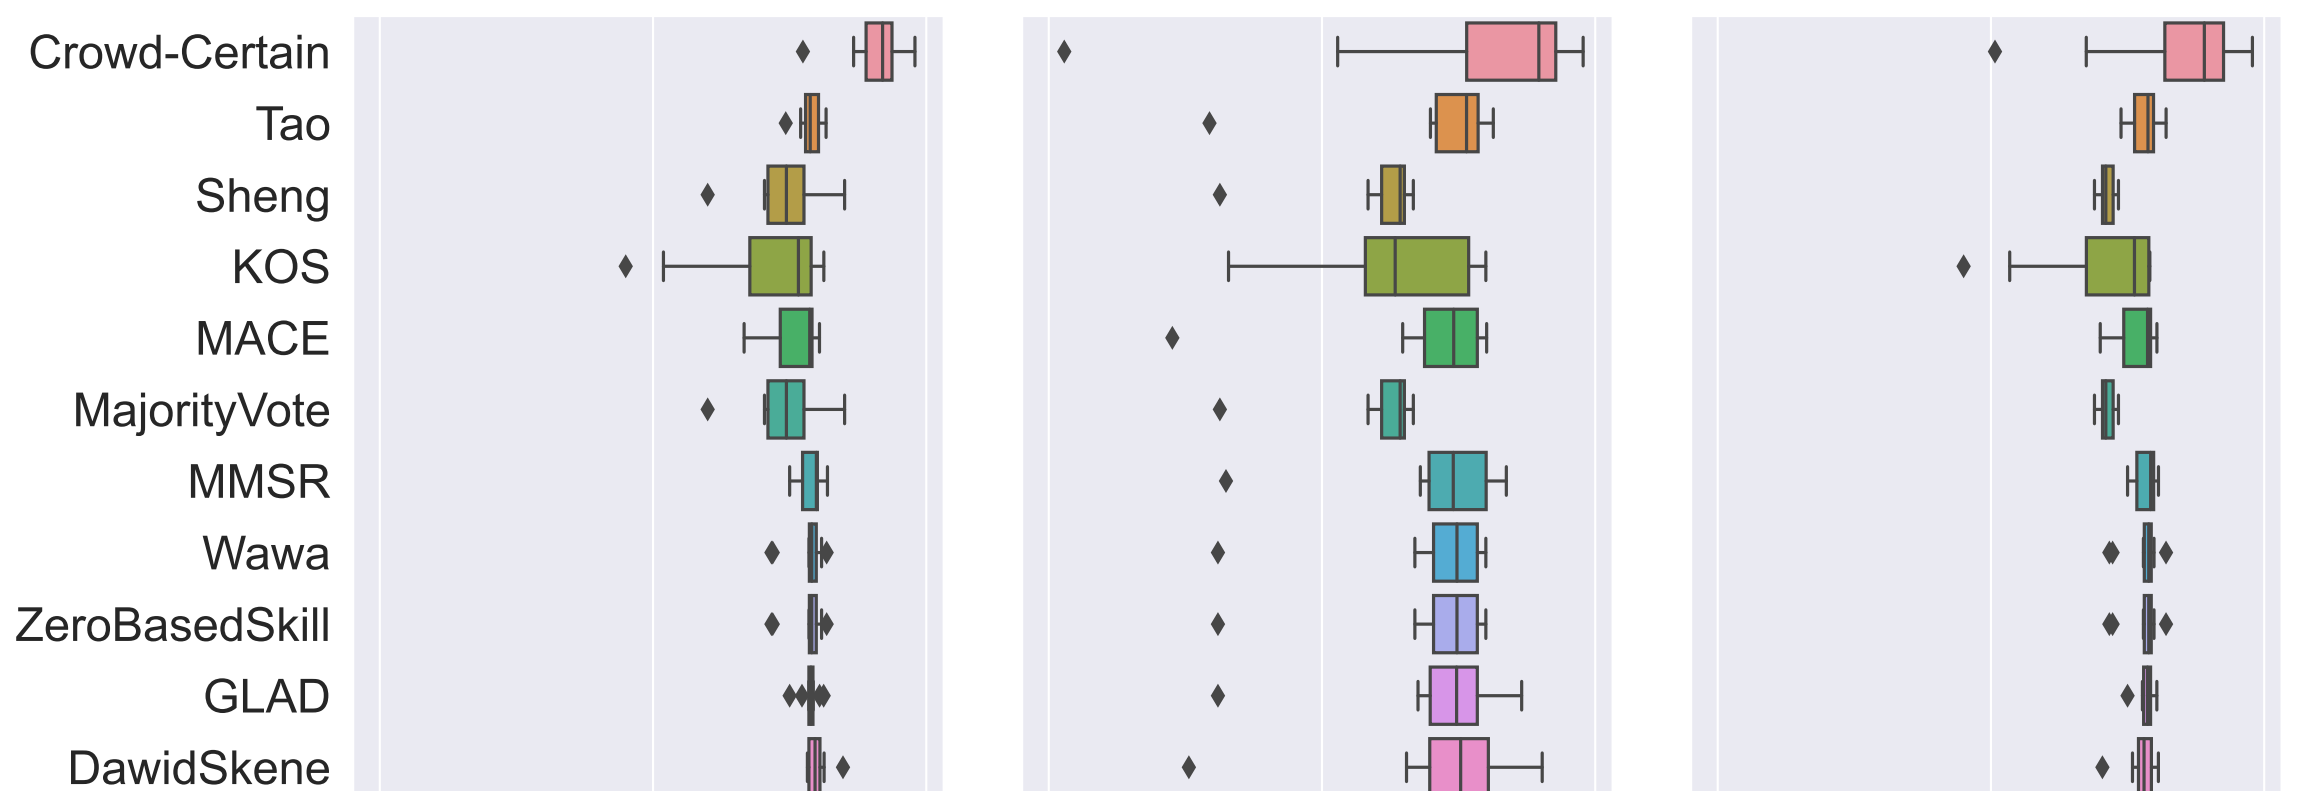 Crowd-Certain
Tao
Sheng
KOS
MACE
MajorityVote
MMSR
Wawa
ZeroBasedSkill
GLAD
DawidSkene